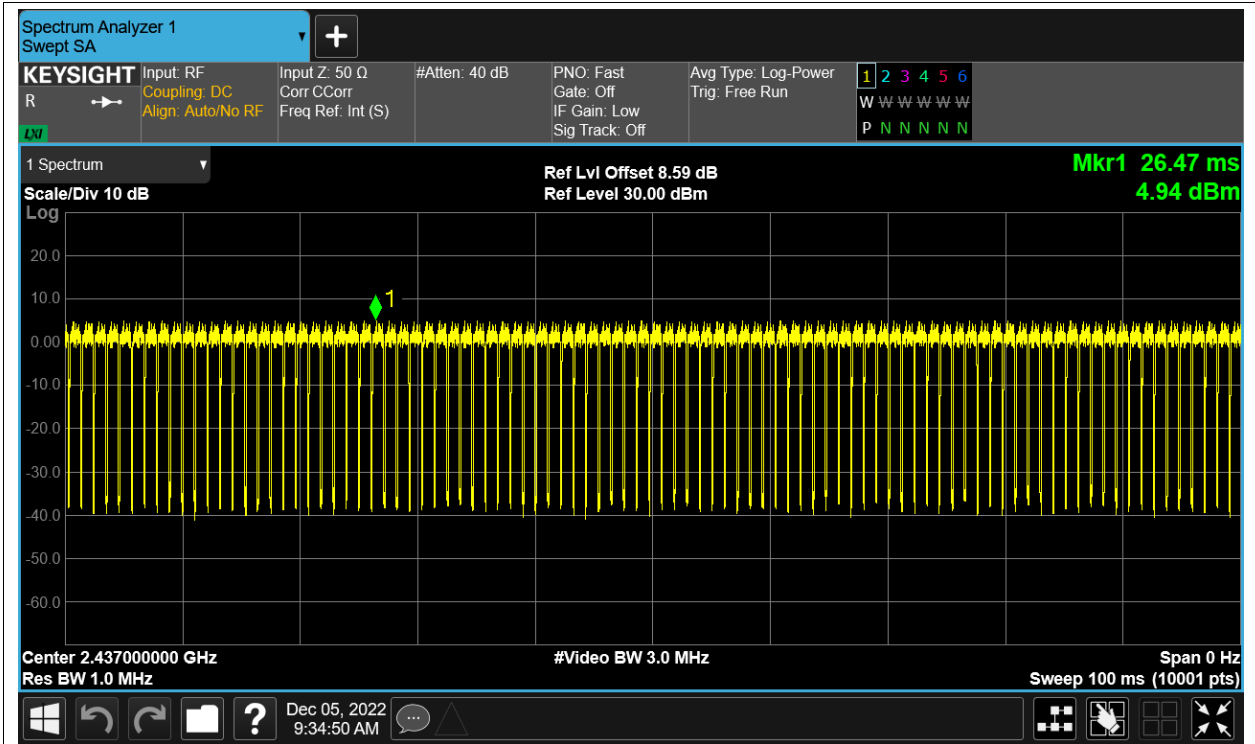 Spectrum Analyzer 1
Swept SA
KEYSIGHT
R
LXI
Input: RF
Coupling: DC
Align: Auto/No RF
Input Z: 50 Ω
Corr CCorr
Freq Ref: Int (S)
#Atten: 40 dB
PNO: Fast
Gate: Off
IF Gain: Low
Sig Track: Off
Avg Type: Log-Power
Trig: Free Run
1 2 3 4 5 6
W W W W W W
P N N N N N
1 Spectrum
Scale/Div 10 dB
Log
Ref Lvl Offset 8.59 dB
Ref Level 30.00 dBm
Mkr1 26.47 ms
4.94 dBm
20.0
10.0
1
0.00
-10.0
-20.0
-30.0
-40.0
-50.0
-60.0
Center 2.437000000 GHz
Res BW 1.0 MHz
#Video BW 3.0 MHz
Span 0 Hz
Sweep 100 ms (10001 pts)
?
Dec 05, 2022
9:34:50 AM